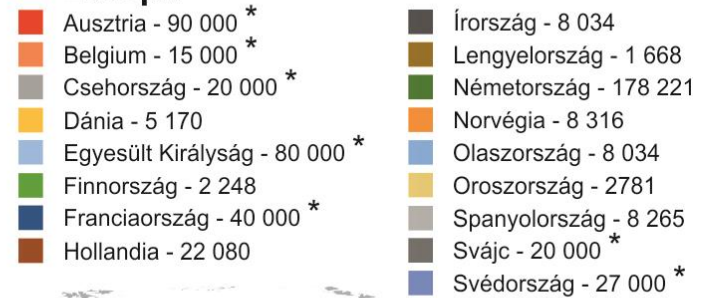 Ausztria - 90 000 *
Belgium - 15 000 *
Csehország - 20 000 *
Dánia - 5 170
Egyesült Királyság - 80 000 *
Finnország - 2 248
Franciaország - 40 000 *
Hollandia - 22 080
Írország - 8 034
Lengyelország - 1 668
Németország - 178 221
Norvégia - 8 316
Olaszország - 8 034
Oroszország - 2781
Spanyolország - 8 265
Svájc - 20 000 *
Svédország - 27 000 *